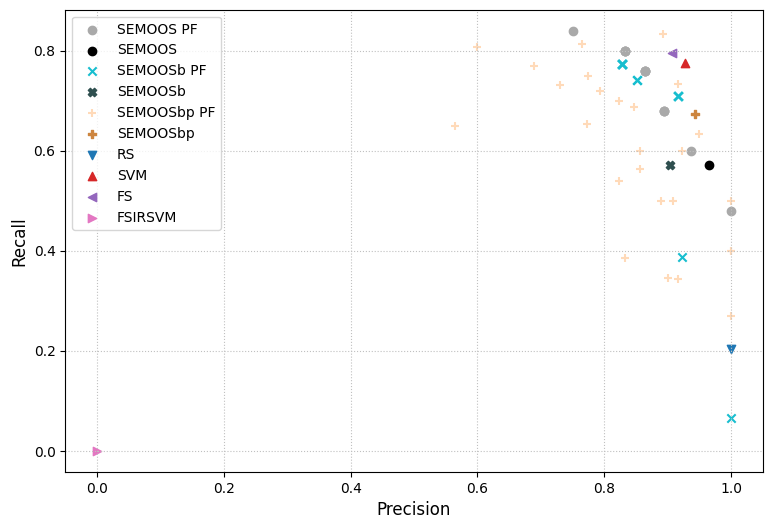 SEMOOS PF
SEMOOS
SEMOOSb PF
SEMOOSb
SEMOOSbp PF
SEMOOSbp
RS
SVM
FS
FSIRSVM
0.8
0.6
0.4
0.2
0.0
Recall
0.0 0.2 0.4 0.6 0.8 1.0
Precision